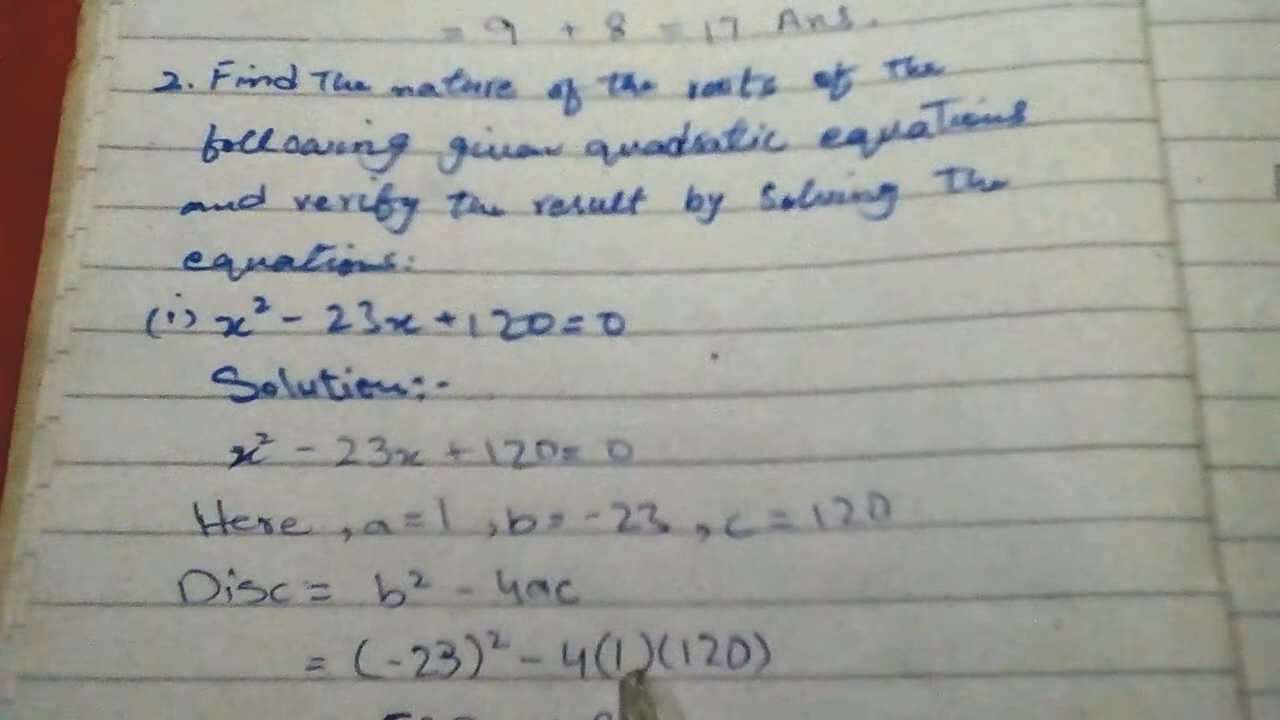 = 9 + 8 = 17 Ans.
2. Find The nature of the roots of the
following given quadratic equations
and verify the result by solving the
equations:
(i) x² - 23x + 120 = 0
Solution:-
x² - 23x + 120 = 0
Here, a = 1, b = -23, c = 120
Disc = b² - 4ac
= (-23)² - 4(1)(120)